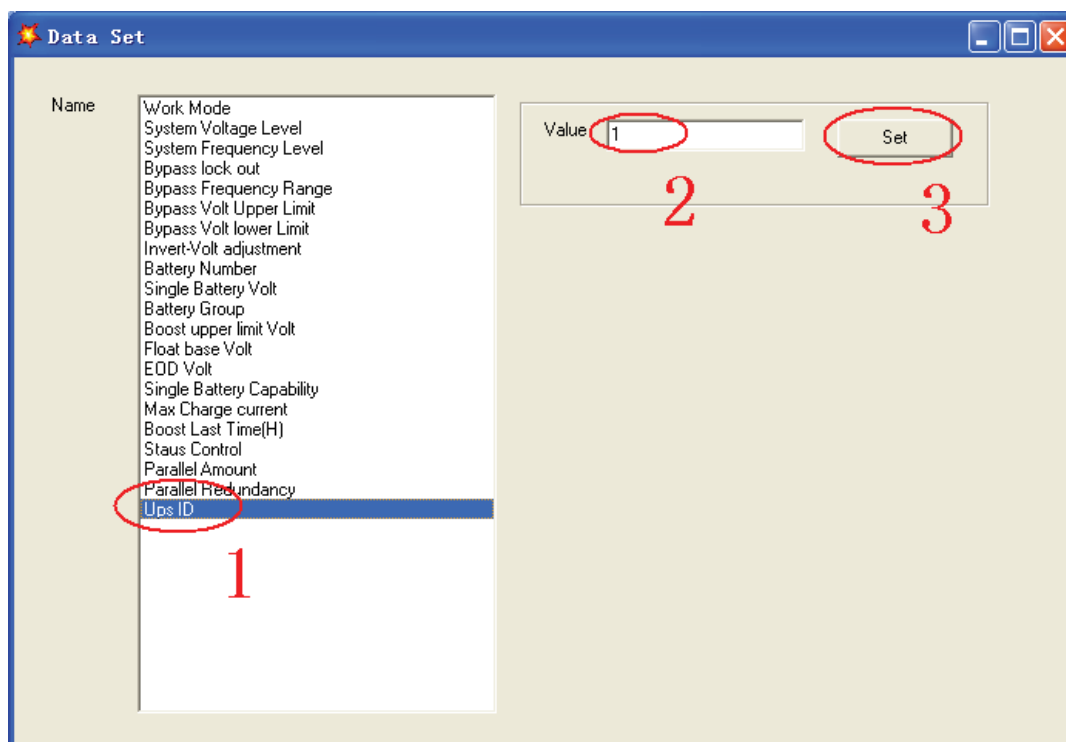 Data Set
Name
Work Mode
System Voltage Level
System Frequency Level
Bypass lock out
Bypass Frequency Range
Bypass Volt Upper Limit
Bypass Volt lower Limit
Invert-Volt adjustment
Battery Number
Single Battery Volt
Battery Group
Boost upper limit Volt
Float base Volt
EOD Volt
Single Battery Capability
Max Charge current
Boost Last Time(H)
Staus Control
Parallel Amount
Parallel Redundancy
Ups ID
1
Value 1
Set
2
3